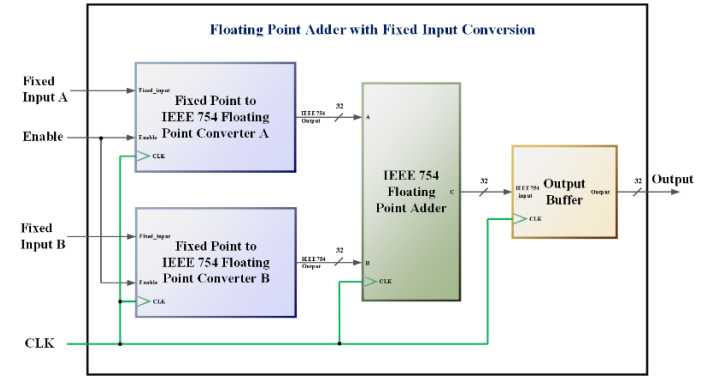 Floating Point Adder with Fixed Input Conversion
Fixed
Input A
Enable
Fixed_input
Fixed Point to
IEEE 754 Floating
Point Converter A
Enable
CLK
IEEE 754
Output
32
A
IEEE 754
Floating
Point Adder
C
B
CLK
32
IEEE 754
_input
Output
Buffer
Output
CLK
32
Output
Fixed
Input B
Fixed_input
Fixed Point to
IEEE 754 Floating
Point Converter B
Enable
CLK
IEEE 754
Output
32
CLK